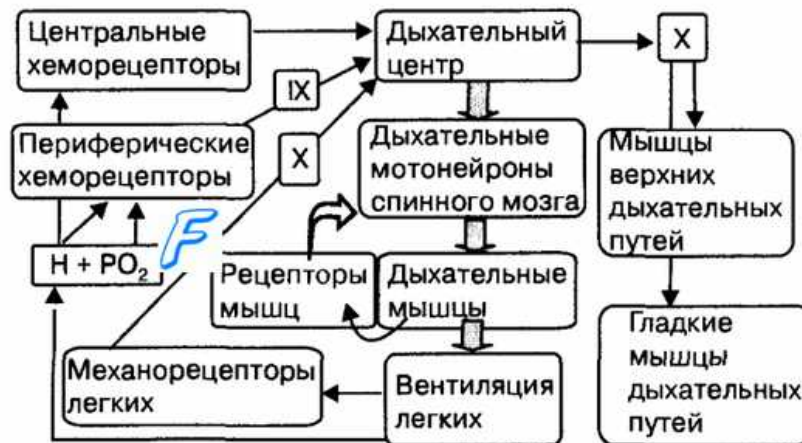 Центральные
хеморецепторы
Дыхательный
центр
X
IX
Периферические
хеморецепторы
X
Дыхательные
мотонейроны
спинного мозга
Мышцы
верхних
дыхательных
путей
F
H + PO₂
Рецепторы
мышц
Дыхательные
мышцы
Гладкие
мышцы
дыхательных
путей
Механорецепторы
легких
Вентиляция
легких